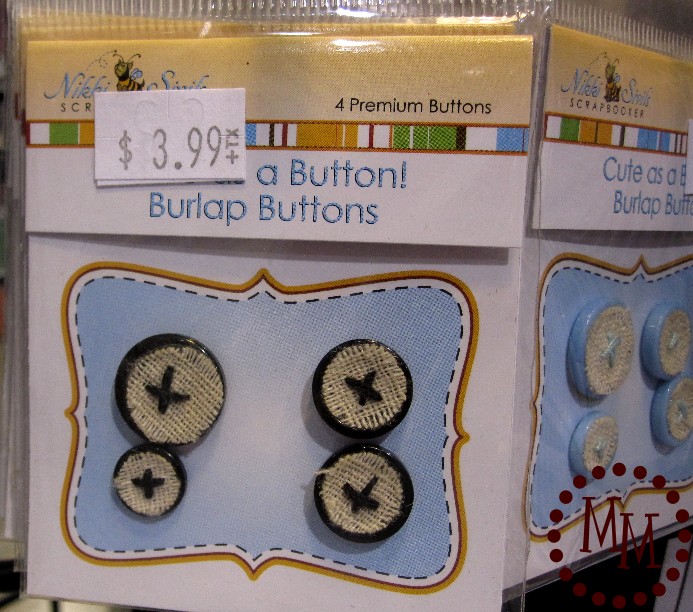 Nikki Sivils
SCRAPBOOKER
4 Premium Buttons
$ 3.99 +TX
a Button!
Burlap Buttons
Nikki Sivils
SCRAPBOOKER
Cute as a B
Burlap Butto
MM